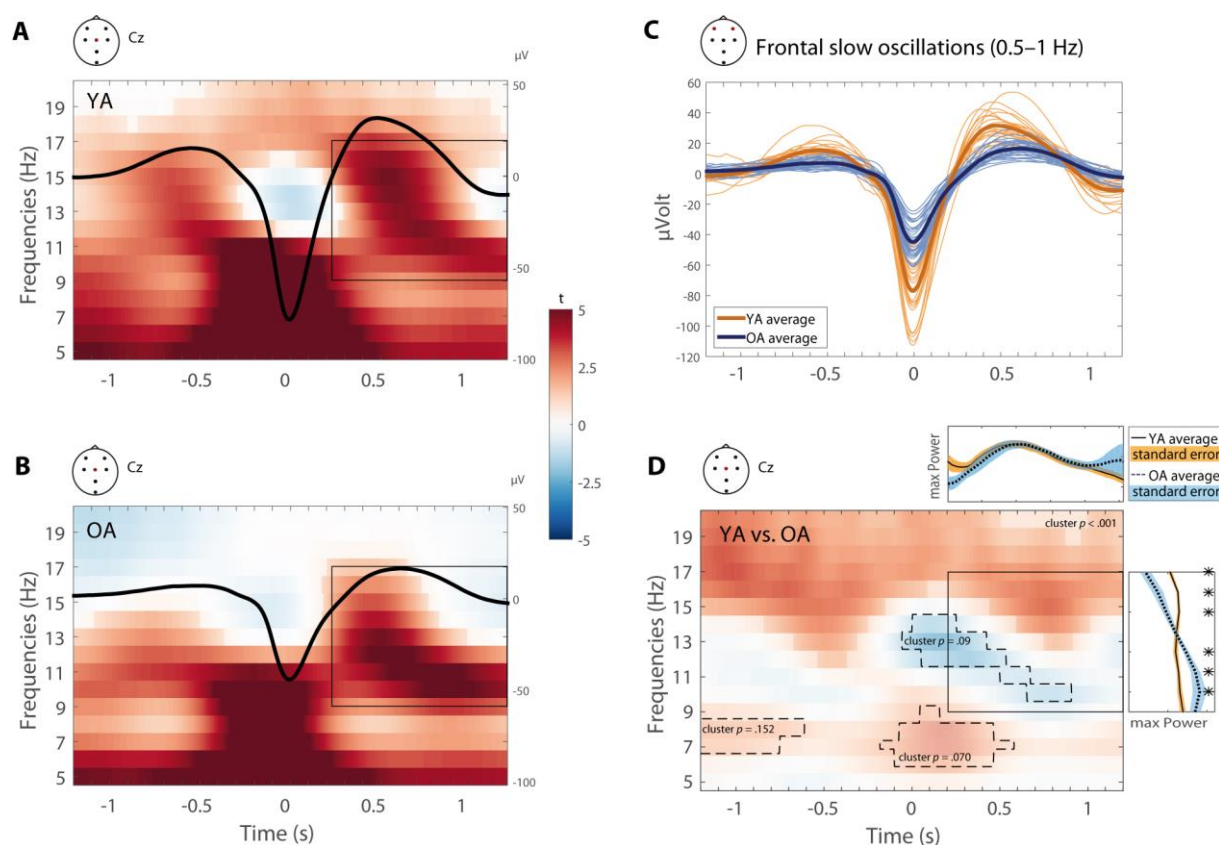 A
Cz
µV
YA
50
0
-50
-100
19
17
15
13
11
9
7
5
Frequencies (Hz)
-1
-0.5
0
0.5
1
t
5
2.5
0
-2.5
-5
B
Cz
µV
OA
50
0
-50
-100
19
17
15
13
11
9
7
5
Frequencies (Hz)
-1
-0.5
0
0.5
1
Time (s)
C
Frontal slow oscillations (0.5–1 Hz)
60
40
20
0
-20
-40
-60
-80
-100
-120
µVolt
YA average
OA average
-1
-0.5
0
0.5
1
D
Cz
max Power
YA average
standard error
OA average
standard error
YA vs. OA
cluster p < .001
cluster p = .09
cluster p = .152
cluster p = .070
19
17
15
13
11
9
7
5
Frequencies (Hz)
-1
-0.5
0
0.5
1
Time (s)
* * * * * *
max Power